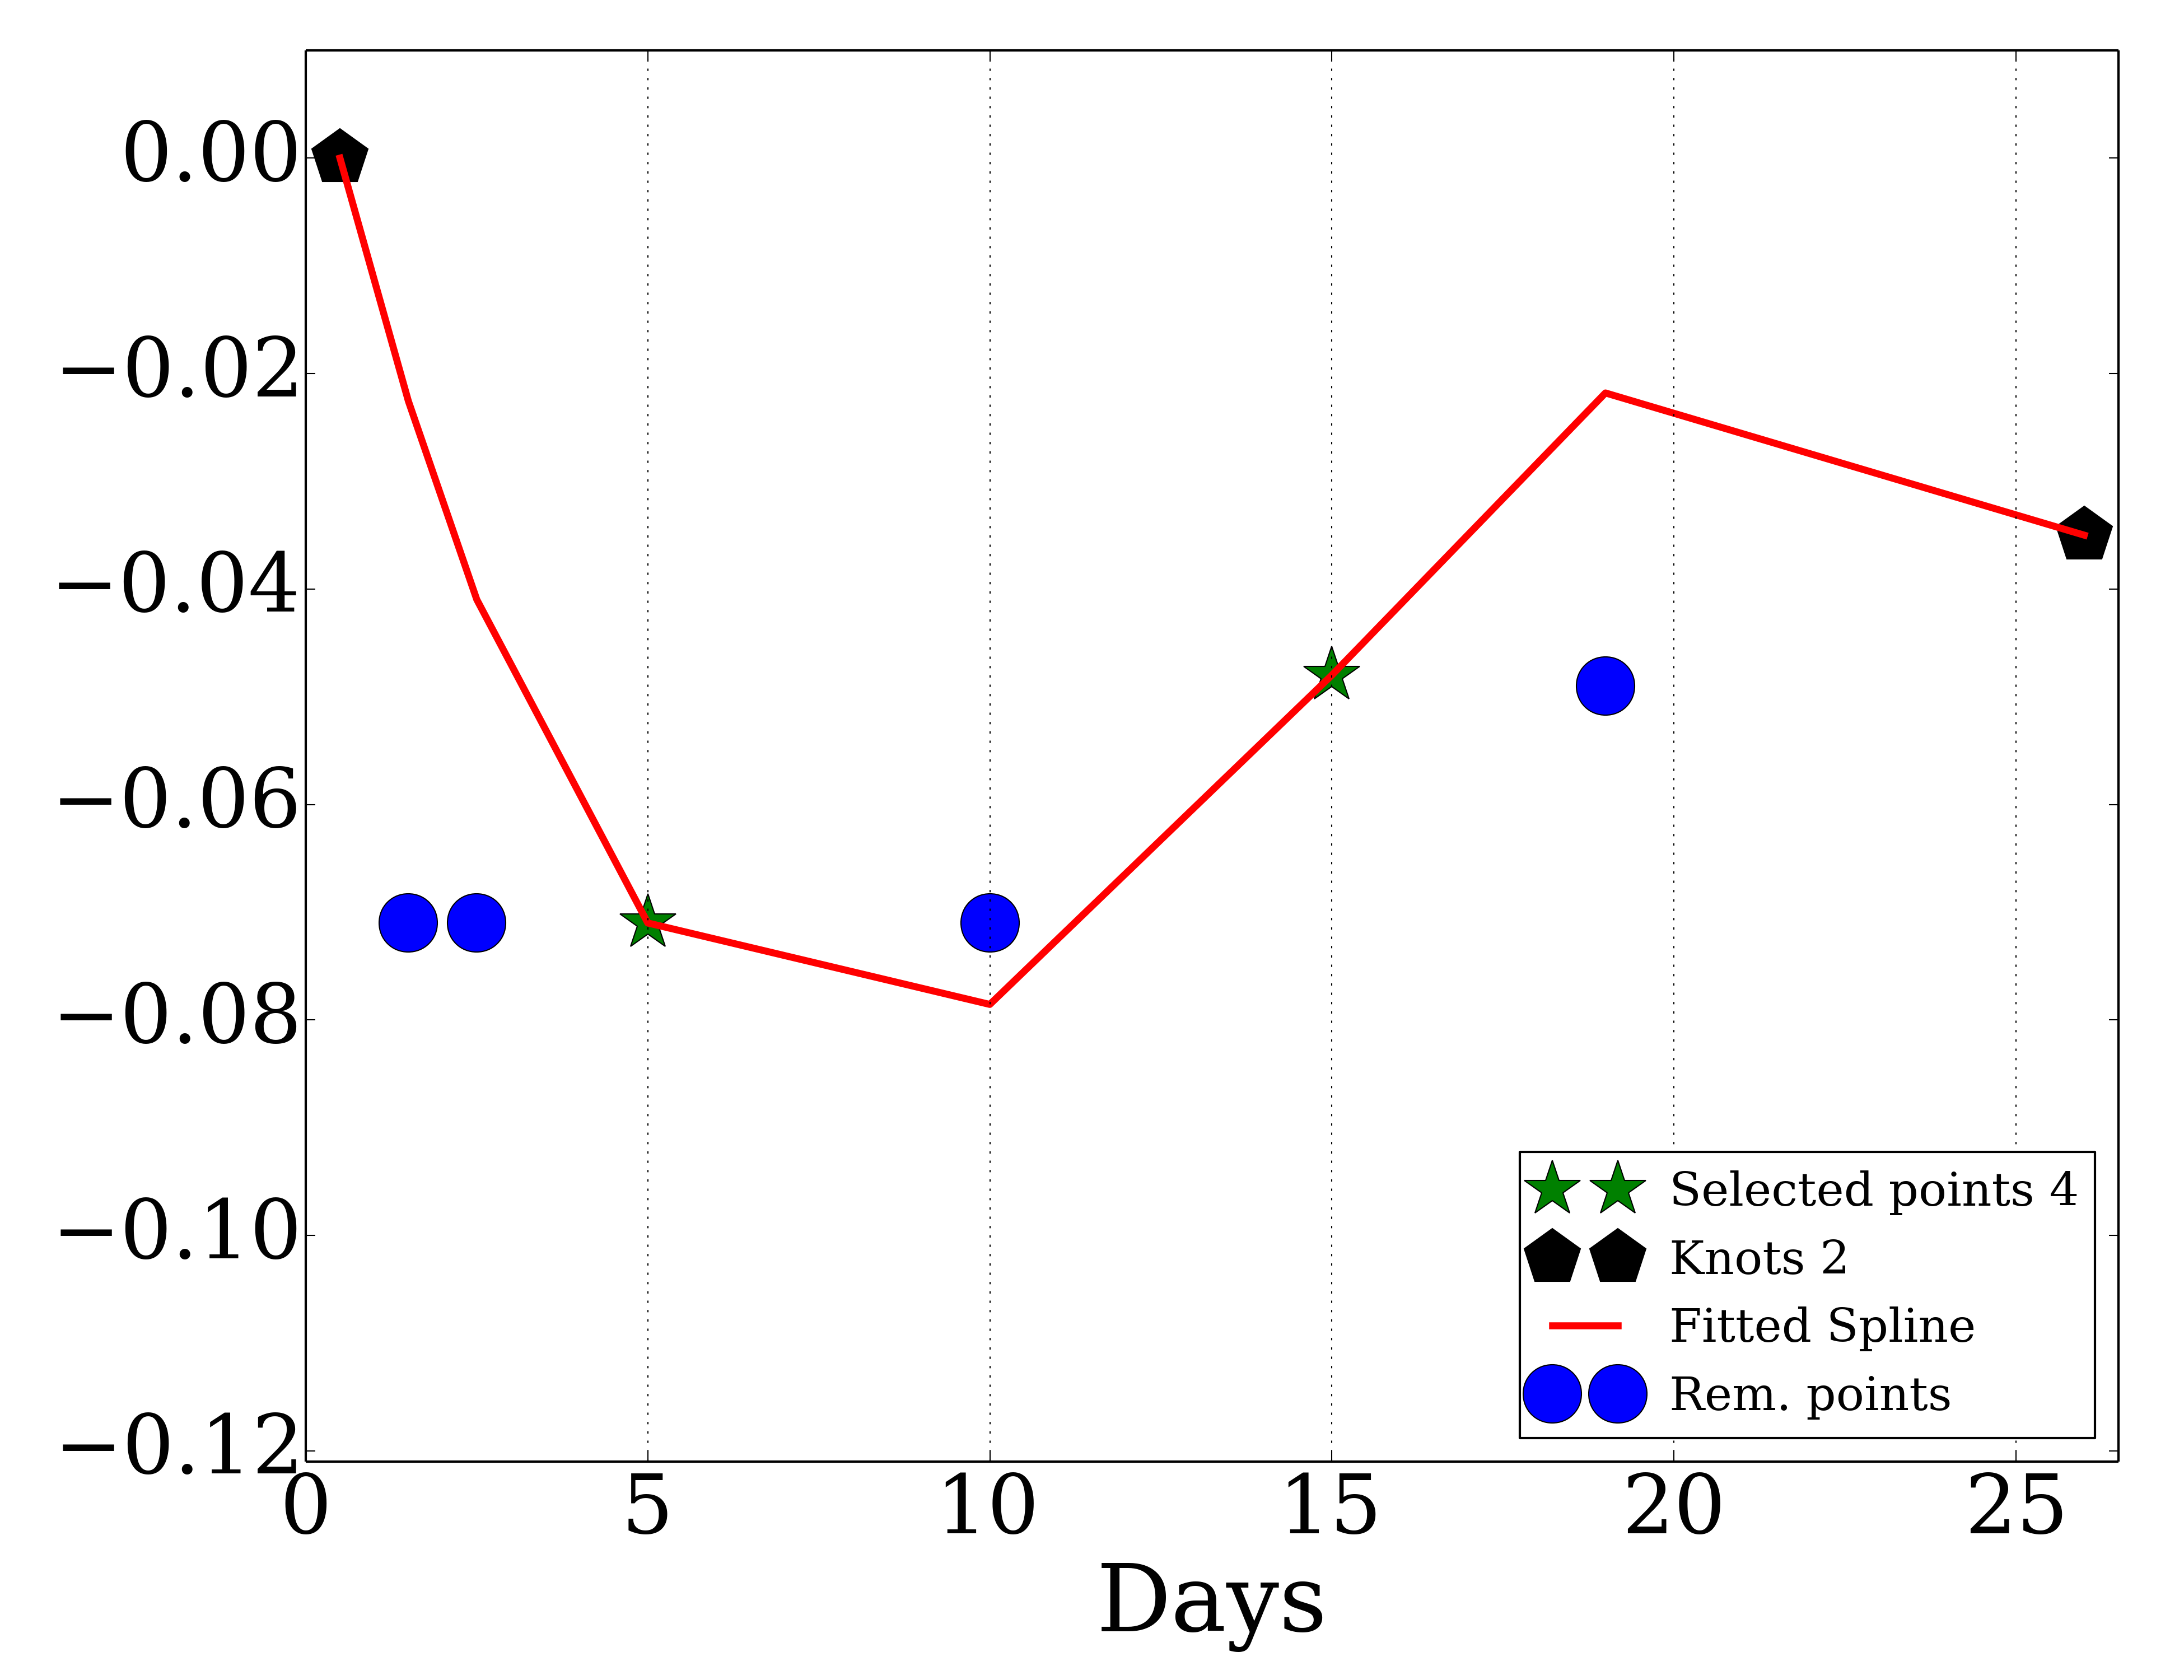 0.00
−0.02
−0.04
−0.06
−0.08
−0.10
−0.12
0 5 10 15 20 25
Days
Selected points 4
Knots 2
Fitted Spline
Rem. points